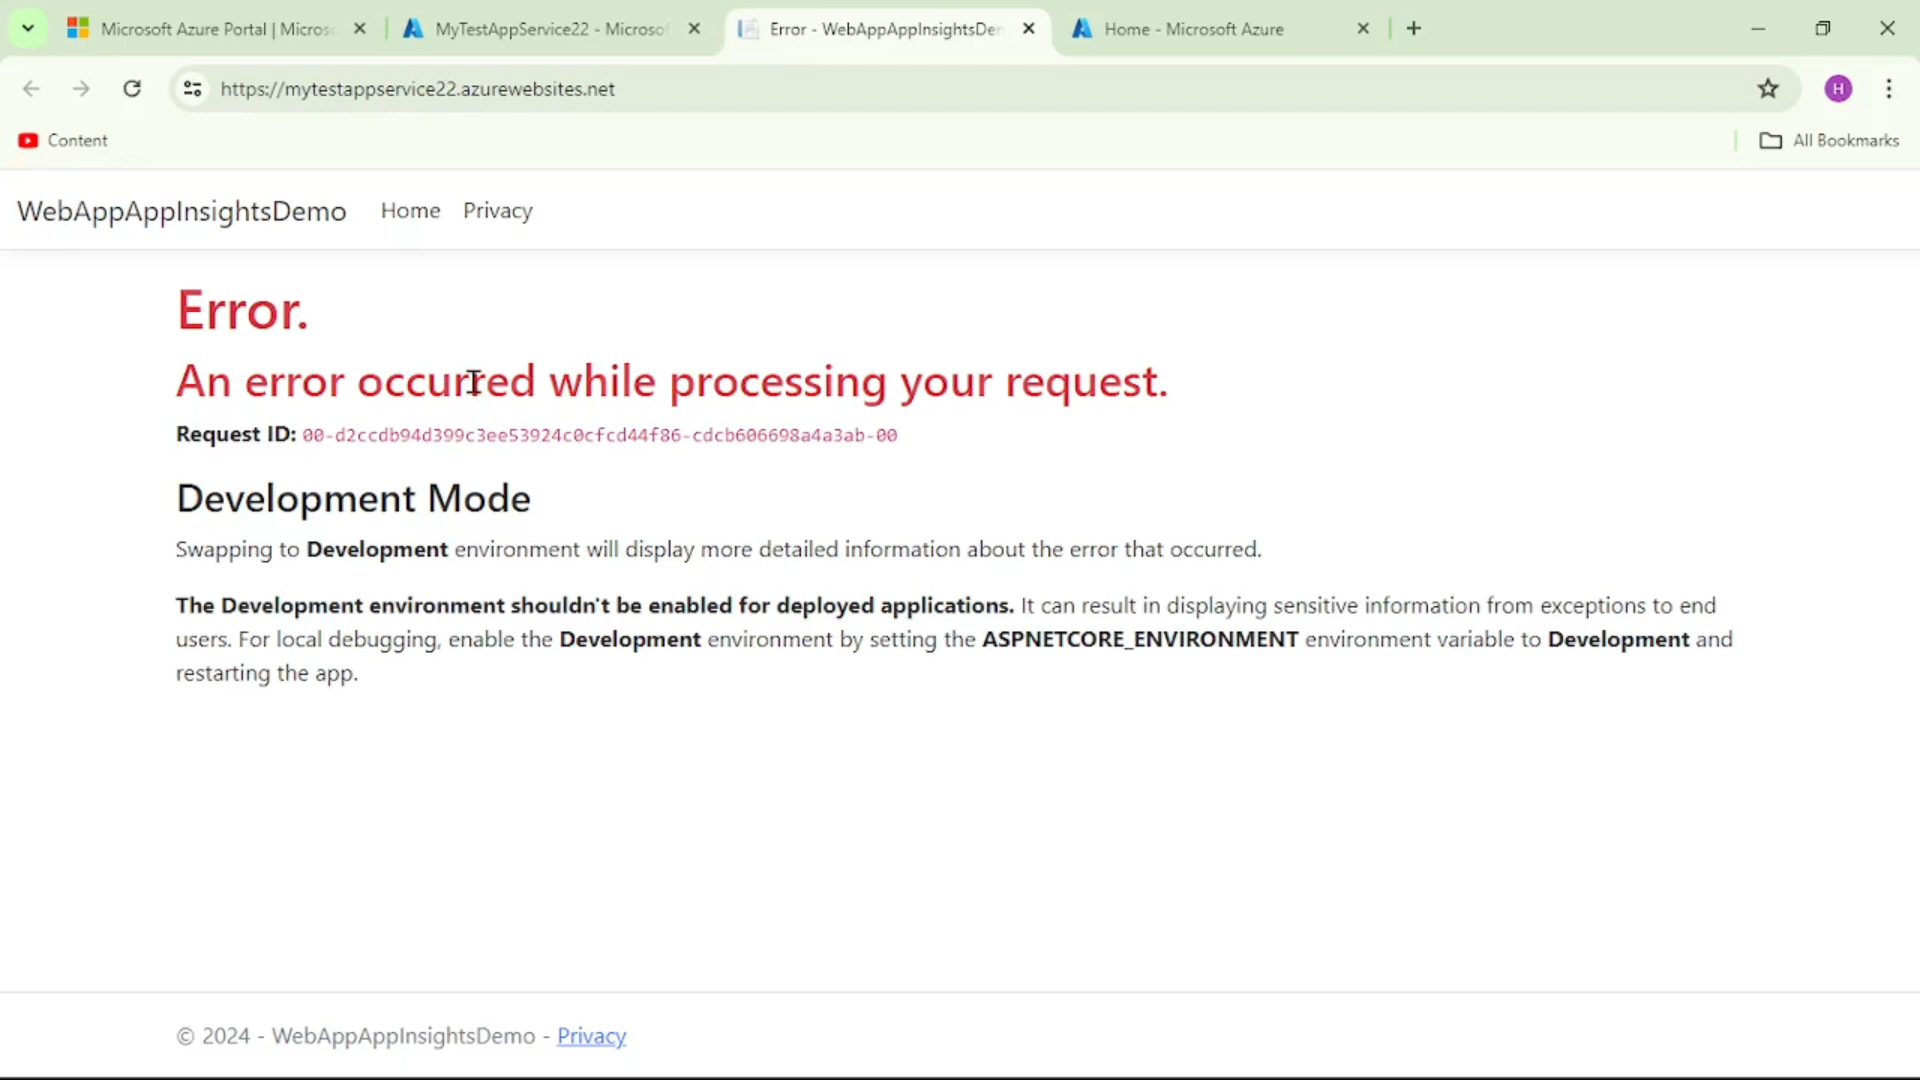 Microsoft Azure Portal | Micros
MyTestAppService22 - Microsof
Error - WebAppAppInsightsDem
Home - Microsoft Azure
https://mytestappservice22.azurewebsites.net
H
Content
All Bookmarks
WebAppAppInsightsDemo
Home
Privacy
Error.
An error occurred while processing your request.
Request ID: 00-d2ccdb94d399c3ee53924c0cfcd44f86-cdcb606698a4a3ab-00
Development Mode
Swapping to Development environment will display more detailed information about the error that occurred.
The Development environment shouldn't be enabled for deployed applications. It can result in displaying sensitive information from exceptions to end
users. For local debugging, enable the Development environment by setting the ASPNETCORE_ENVIRONMENT environment variable to Development and
restarting the app.
© 2024 - WebAppAppInsightsDemo - Privacy